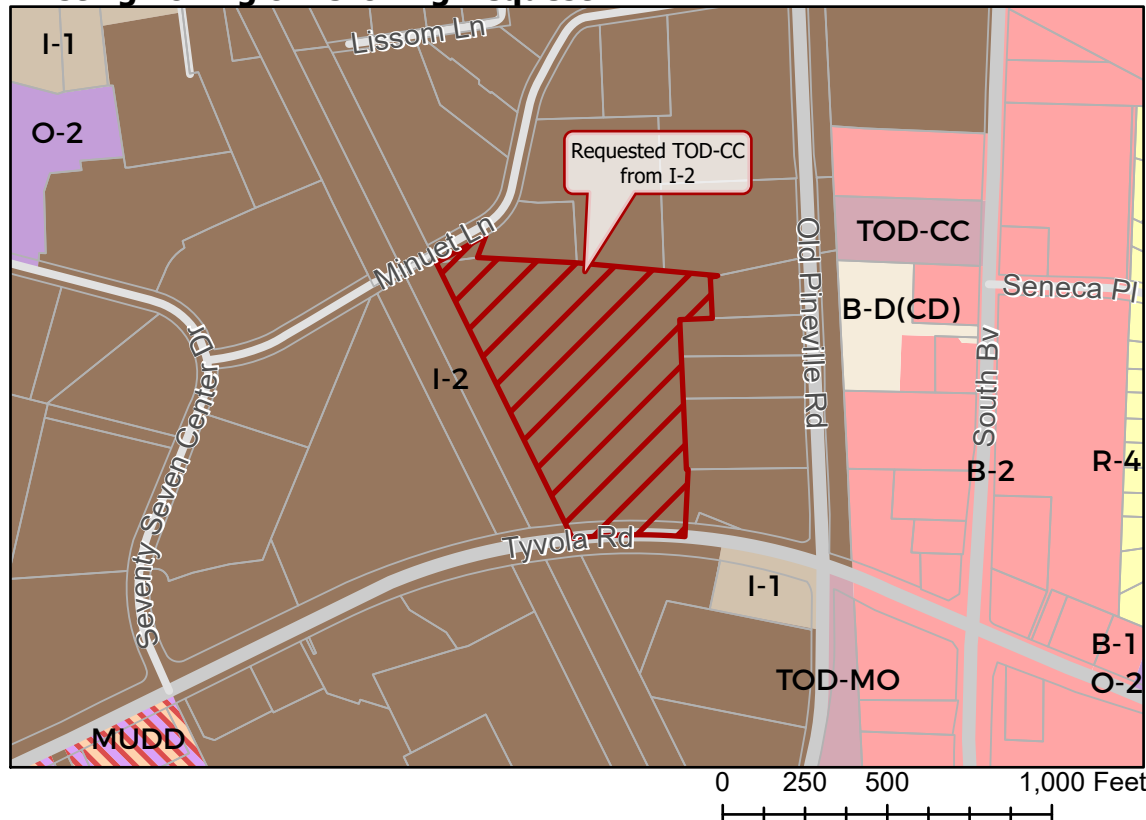 Lissom Ln
I-1
O-2
Requested TOD-CC
from I-2
TOD-CC
Minuet Ln
Old Pineville Rd
Seneca Pl
B-D(CD)
Seventy Seven Center Dr
I-2
South Bv
R-4
B-2
Tyvola Rd
I-1
B-1
TOD-MO
O-2
MUDD
0 250 500 1,000 Feet